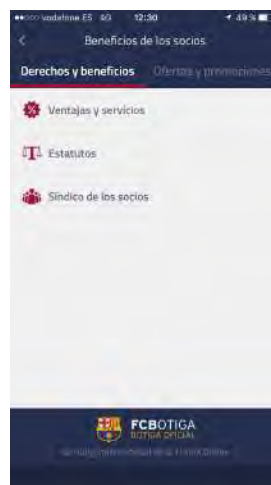 vodafone ES 4G 12:30 49 %
Beneficios de los socios
Derechos y beneficios Ofertas y promociones
Ventajas y servicios
Estatutos
Síndico de los socios
FCBOTIGA
BOTIGA OFICIAL